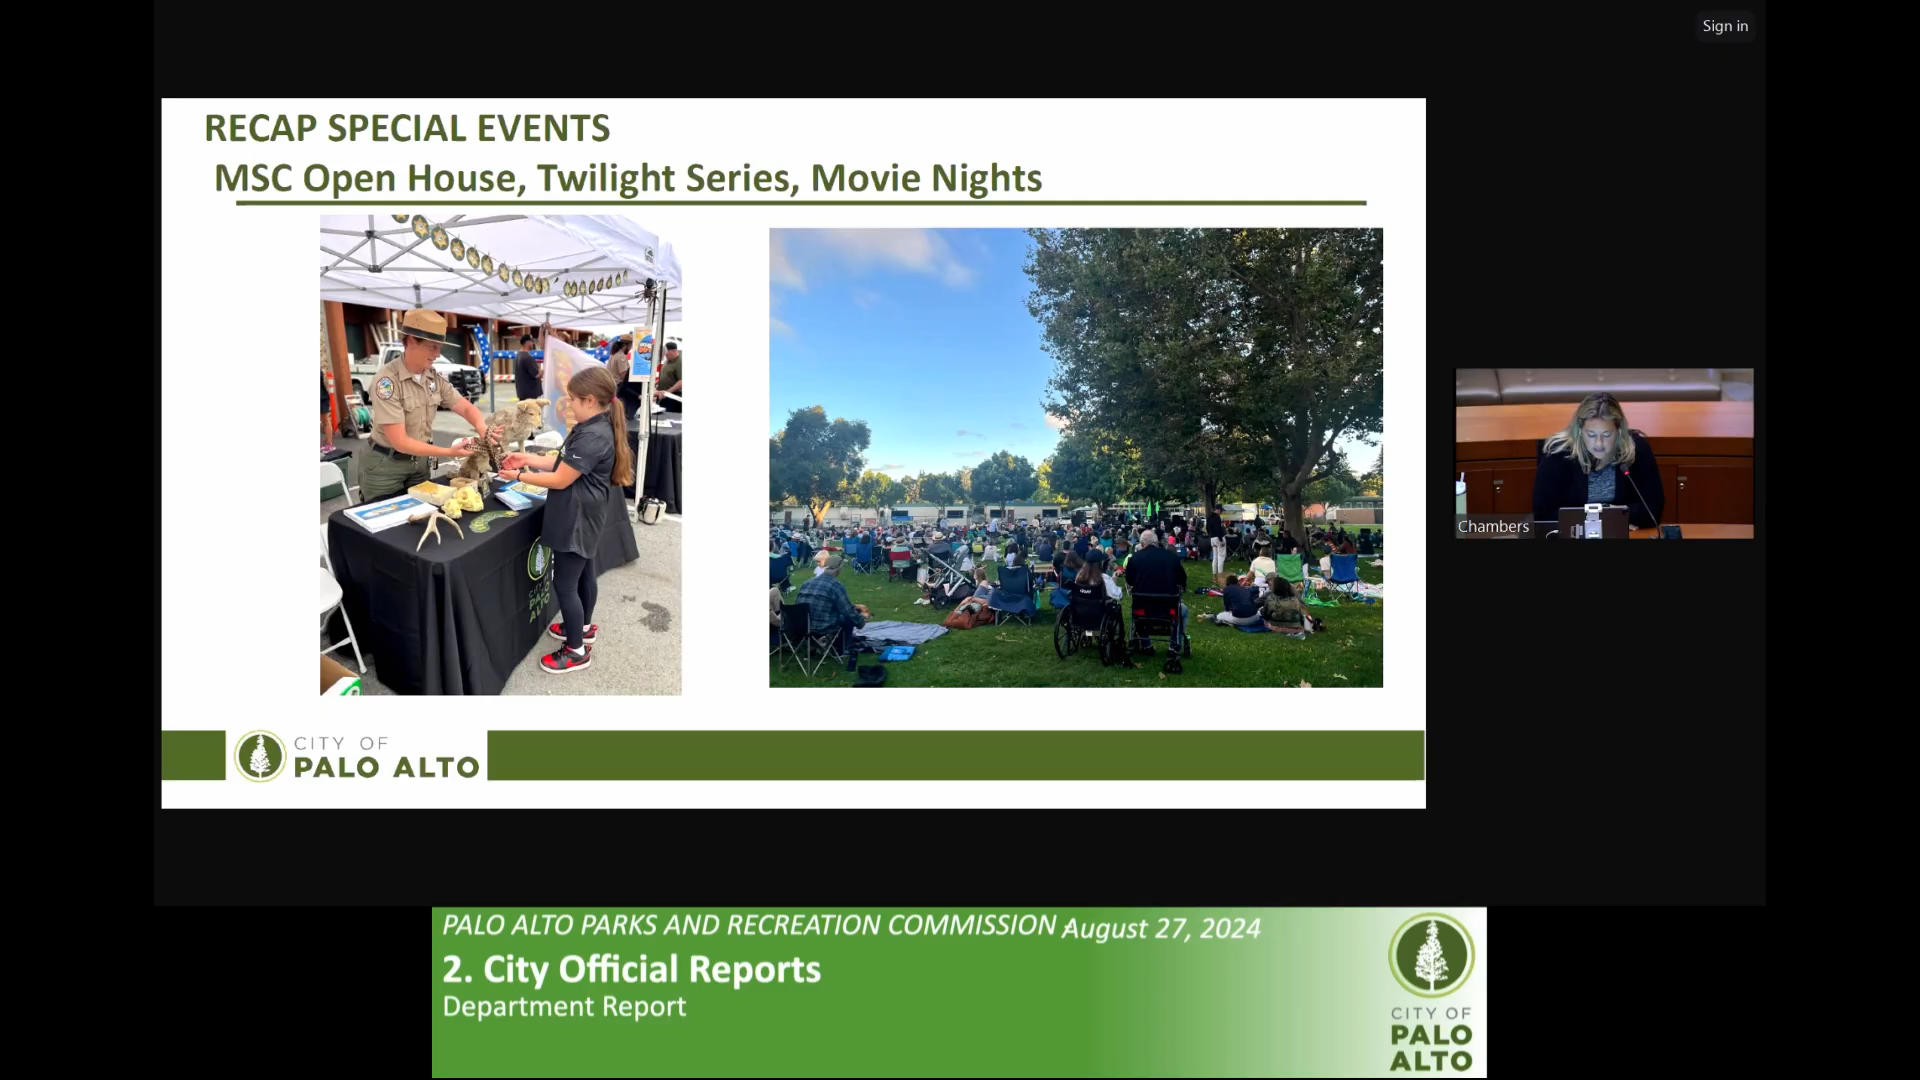 Sign in
RECAP SPECIAL EVENTS
MSC Open House, Twilight Series, Movie Nights
CITY OF
PALO ALTO
Chambers
PALO ALTO PARKS AND RECREATION COMMISSION August 27, 2024
2. City Official Reports
Department Report
CITY OF
PALO
ALTO